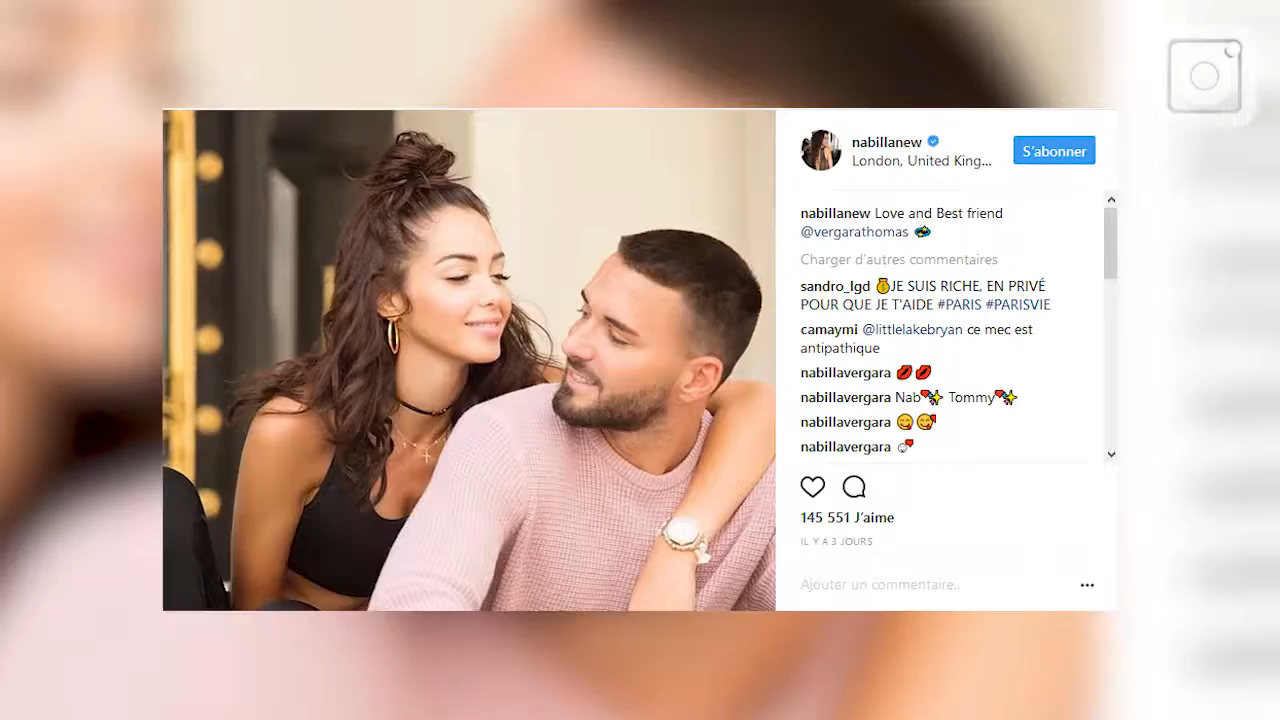 nabillanew
London, United King...
S'abonner
nabillanew Love and Best friend
@vergarathomas
Charger d'autres commentaires
sandro_lgd JE SUIS RICHE, EN PRIVÉ
POUR QUE JE T'AIDE #PARIS #PARISVIE
camaymi @littlelakebryan ce mec est
antipathique
nabillavergara
nabillavergara Nab Tommy
nabillavergara
nabillavergara
145 551 J'aime
IL Y A 3 JOURS
Ajouter un commentaire..